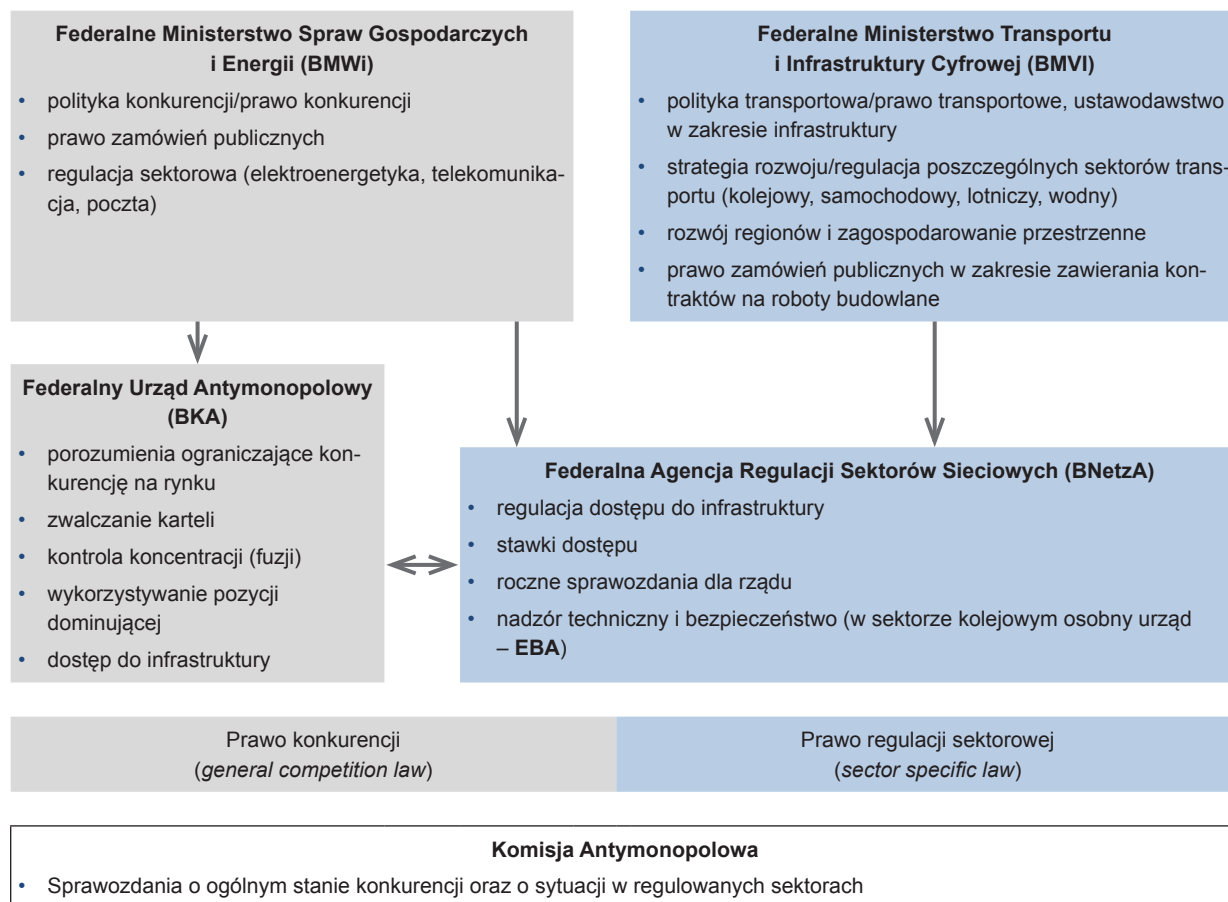 Federalne Ministerstwo Spraw Gospodarczych
i Energii (BMWi)
• polityka konkurencji/prawo konkurencji
• prawo zamówień publicznych
• regulacja sektorowa (elektroenergetyka, telekomunika-
cja, poczta)
Federalne Ministerstwo Transportu
i Infrastruktury Cyfrowej (BMVI)
• polityka transportowa/prawo transportowe, ustawodawstwo
w zakresie infrastruktury
• strategia rozwoju/regulacja poszczególnych sektorów trans-
portu (kolejowy, samochodowy, lotniczy, wodny)
• rozwój regionów i zagospodarowanie przestrzenne
• prawo zamówień publicznych w zakresie zawierania kon-
traktów na roboty budowlane
Federalny Urząd Antymonopolowy
(BKA)
• porozumienia ograniczające kon-
kurencję na rynku
• zwalczanie karteli
• kontrola koncentracji (fuzji)
• wykorzystywanie pozycji
dominującej
• dostęp do infrastruktury
Federalna Agencja Regulacji Sektorów Sieciowych (BNetzA)
• regulacja dostępu do infrastruktury
• stawki dostępu
• roczne sprawozdania dla rządu
• nadzór techniczny i bezpieczeństwo (w sektorze kolejowym osobny urząd
– EBA)
Prawo konkurencji
(general competition law)
Prawo regulacji sektorowej
(sector specific law)
Komisja Antymonopolowa
• Sprawozdania o ogólnym stanie konkurencji oraz o sytuacji w regulowanych sektorach